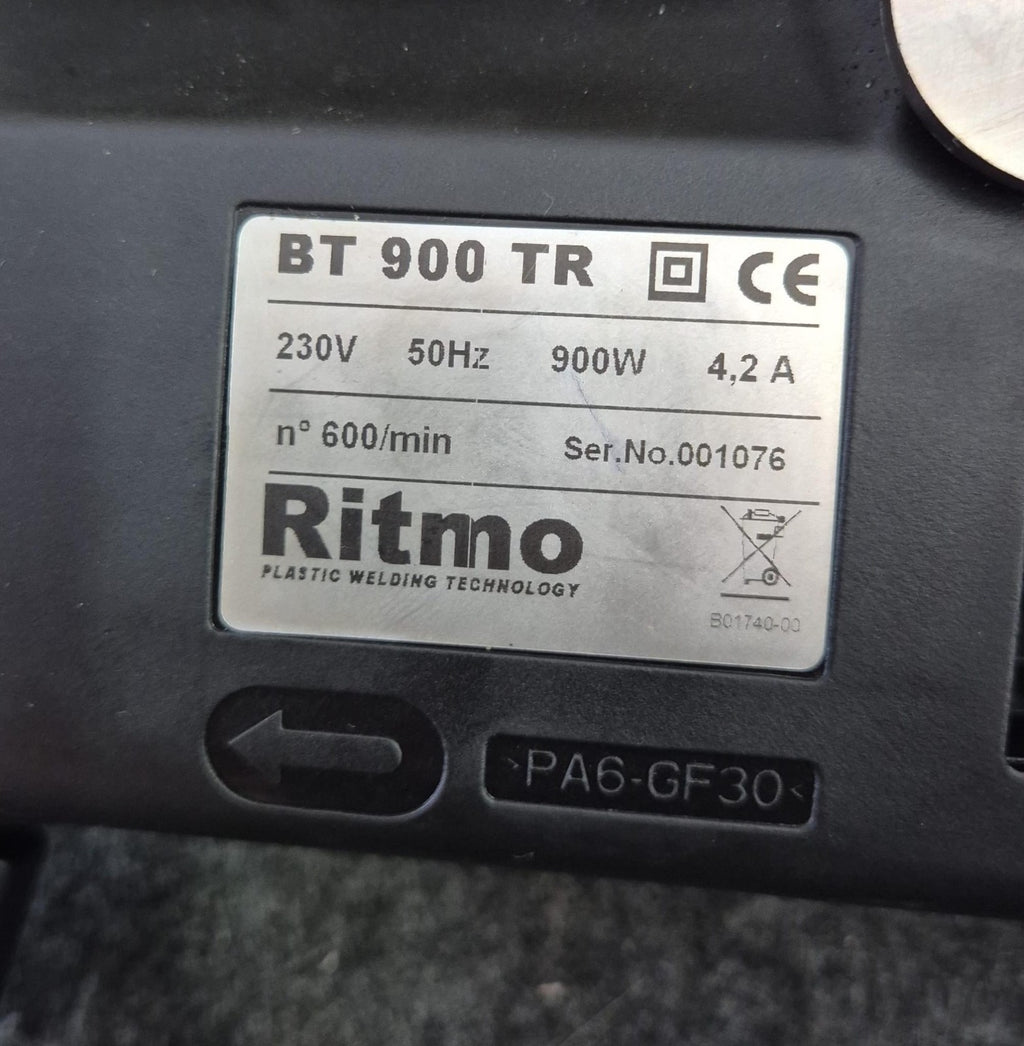 BT 900 TR CE
230V 50Hz 900W 4,2 A
n° 600/min Ser.No.001076
Ritmo
PLASTIC WELDING TECHNOLOGY
B01740-00
>PA6-GF30<